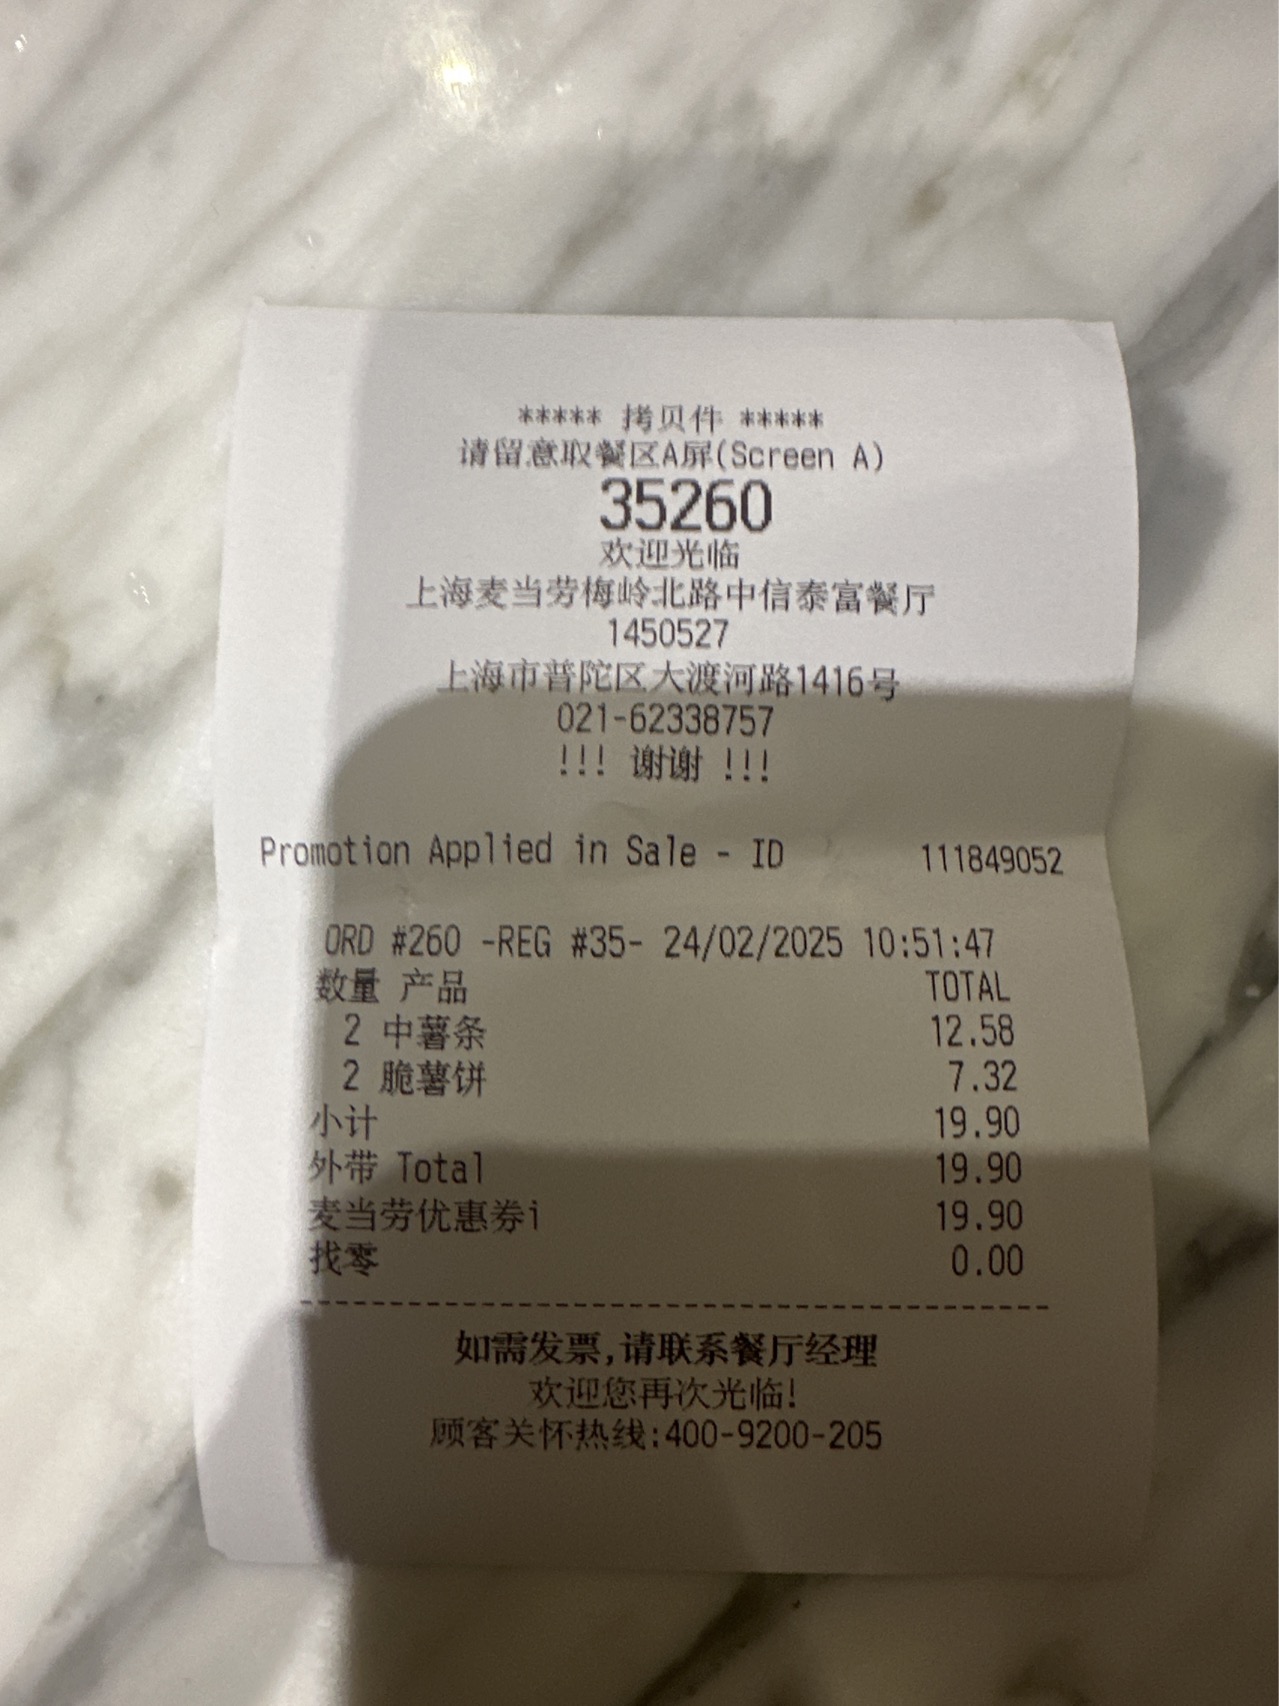 ***** 拷贝件 *****
请留意取餐区A屏(Screen A)
35260
欢迎光临
上海麦当劳梅岭北路中信泰富餐厅
1450527
上海市普陀区大渡河路1416号
021-62338757
!!! 谢谢 !!!
Promotion Applied in Sale - ID 111849052
ORD #260 -REG #35- 24/02/2025 10:51:47
数量 产品 TOTAL
2 中薯条 12.58
2 脆薯饼 7.32
小计 19.90
外带 Total 19.90
麦当劳优惠券i 19.90
找零 0.00
如需发票,请联系餐厅经理
欢迎您再次光临!
顾客关怀热线:400-9200-205